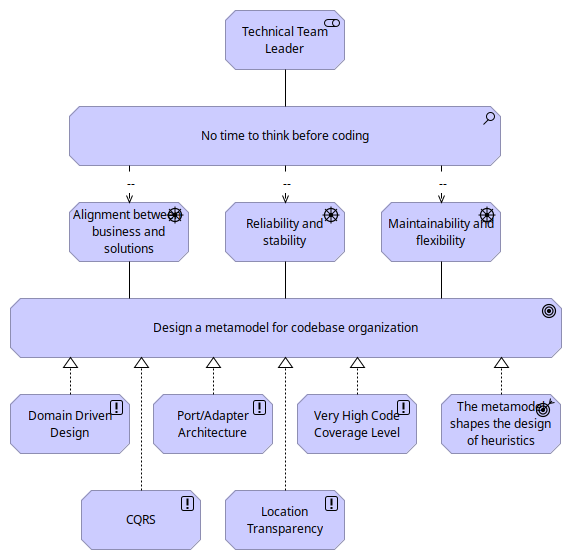 Technical Team
Leader
No time to think before coding
-- -- --
Alignment between
business and
solutions
Reliability and
stability
Maintainability and
flexibility
Design a metamodel for codebase organization
Domain Driven
Design
Port/Adapter
Architecture
Very High Code
Coverage Level
The metamodel
shapes the design
of heuristics
CQRS
Location
Transparency